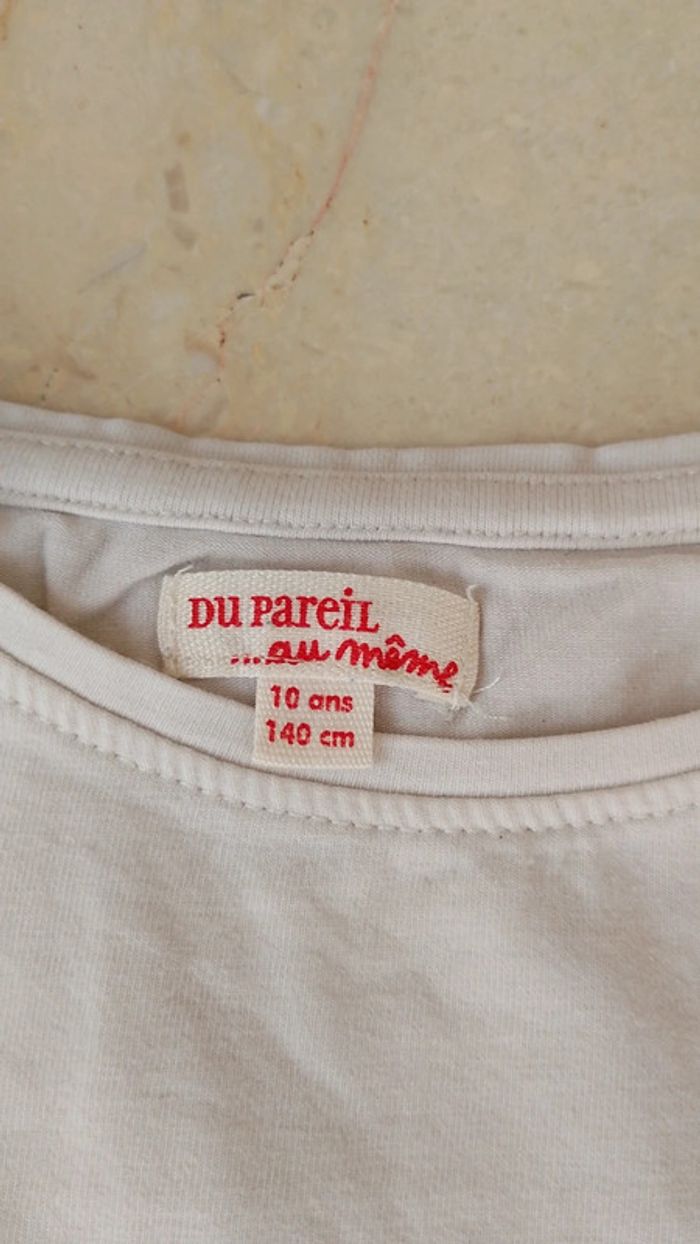 Du Pareil
...au même
10 ans
140 cm